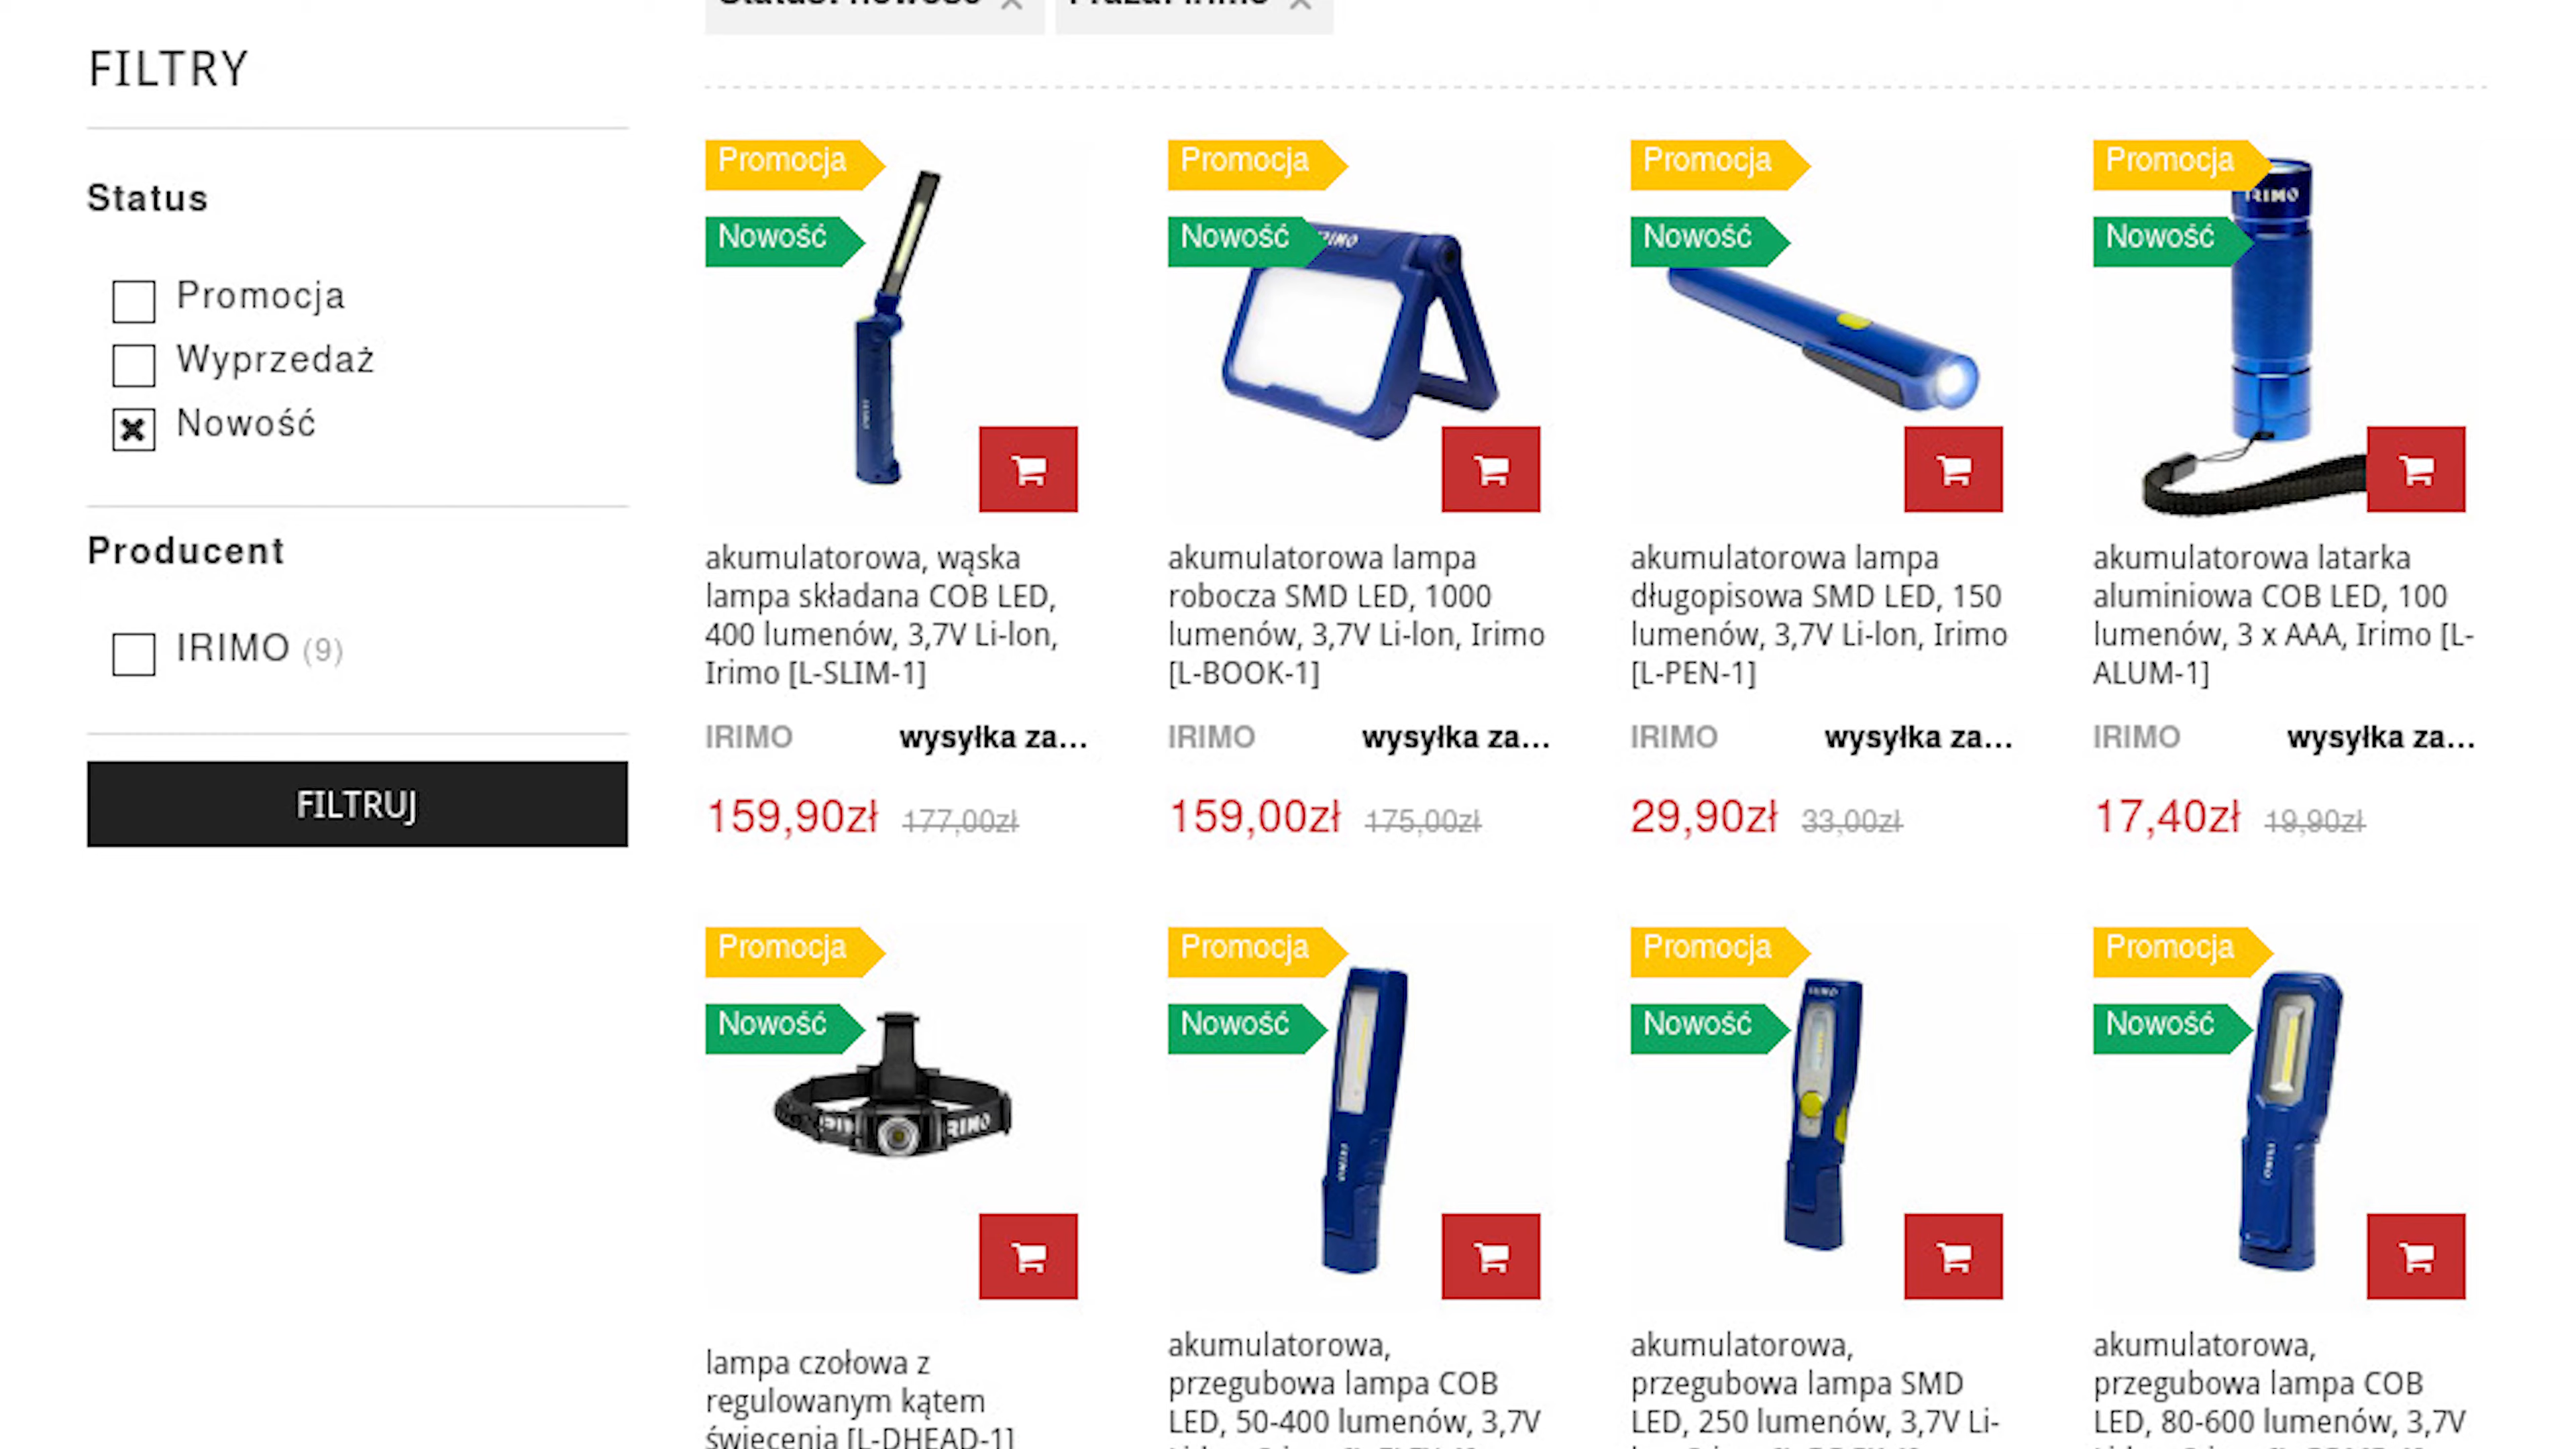 FILTRY
Status
Promocja
Wyprzedaż
Nowość
Producent
IRIMO (9)
FILTRUJ
Promocja
Nowość
akumulatorowa, wąska
lampa składana COB LED,
400 lumenów, 3,7V Li-Ion,
Irimo [L-SLIM-1]
IRIMO wysyłka za...
159,90zł 177,00zł
Promocja
Nowość
akumulatorowa lampa
robocza SMD LED, 1000
lumenów, 3,7V Li-Ion, Irimo
[L-BOOK-1]
IRIMO wysyłka za...
159,00zł 175,00zł
Promocja
Nowość
akumulatorowa lampa
długopisowa SMD LED, 150
lumenów, 3,7V Li-Ion, Irimo
[L-PEN-1]
IRIMO wysyłka za...
29,90zł 33,00zł
Promocja
Nowość
IRIMO
akumulatorowa latarka
aluminiowa COB LED, 100
lumenów, 3 x AAA, Irimo [L-
ALUM-1]
IRIMO wysyłka za...
17,40zł 19,90zł
Promocja
Nowość
lampa czołowa z
regulowanym kątem
świecenia [L-DHEAD-1]
Promocja
Nowość
akumulatorowa,
przegubowa lampa COB
LED, 50-400 lumenów, 3,7V
Promocja
Nowość
akumulatorowa,
przegubowa lampa SMD
LED, 250 lumenów, 3,7V Li-
Promocja
Nowość
akumulatorowa,
przegubowa lampa COB
LED, 80-600 lumenów, 3,7V